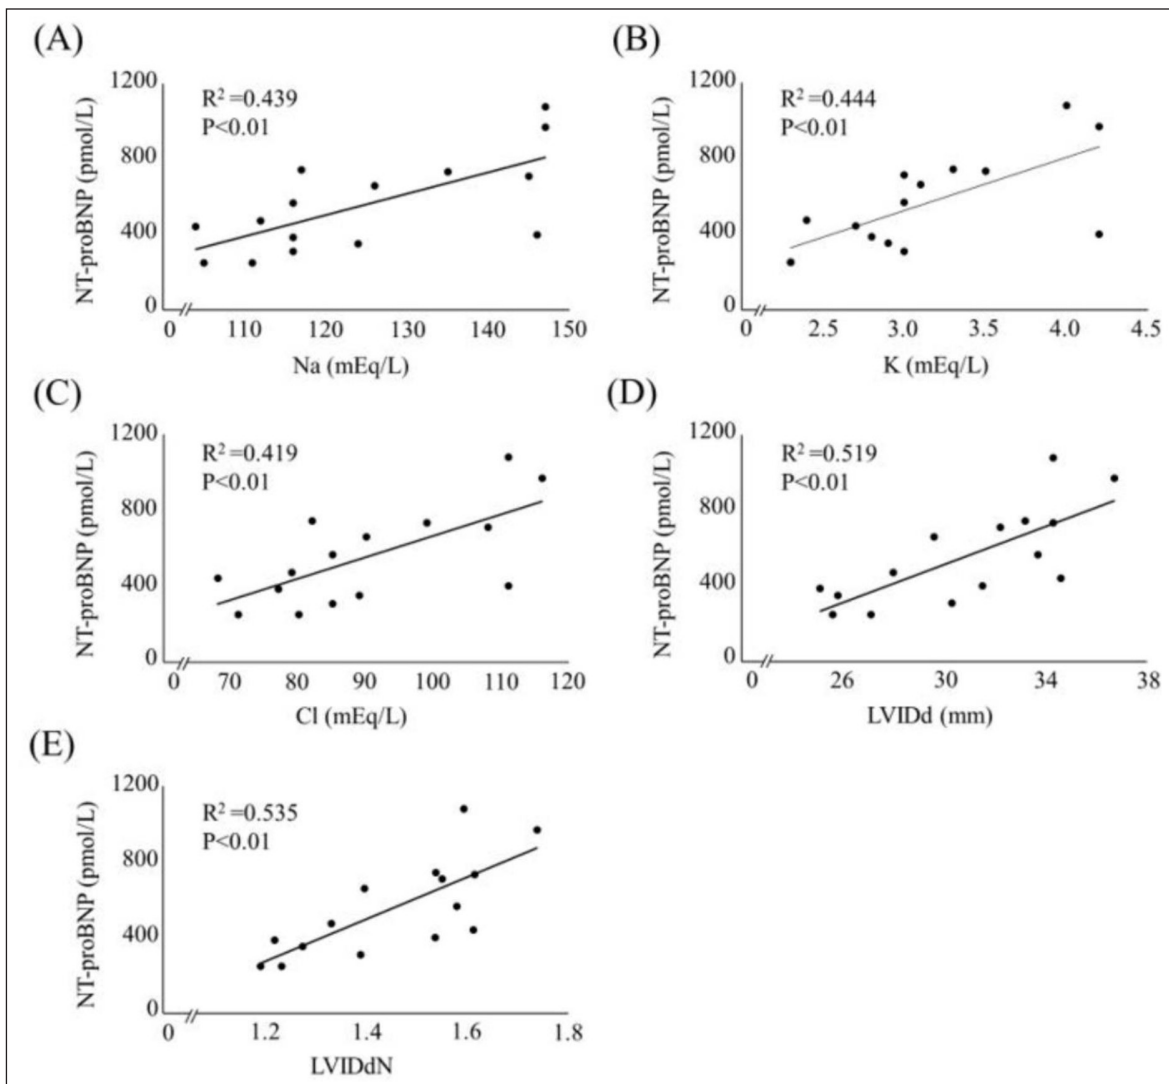 (A)
NT-proBNP (pmol/L)
1200
800
400
0
R² =0.439
P<0.01
0 110 120 130 140 150
Na (mEq/L)
(B)
NT-proBNP (pmol/L)
1200
800
400
0
R² =0.444
P<0.01
0 2.5 3.0 3.5 4.0 4.5
K (mEq/L)
(C)
NT-proBNP (pmol/L)
1200
800
400
0
R² =0.419
P<0.01
0 70 80 90 100 110 120
Cl (mEq/L)
(D)
NT-proBNP (pmol/L)
1200
800
400
0
R² =0.519
P<0.01
0 26 30 34 38
LVIDd (mm)
(E)
NT-proBNP (pmol/L)
1200
800
400
0
R² =0.535
P<0.01
0 1.2 1.4 1.6 1.8
LVIDdN